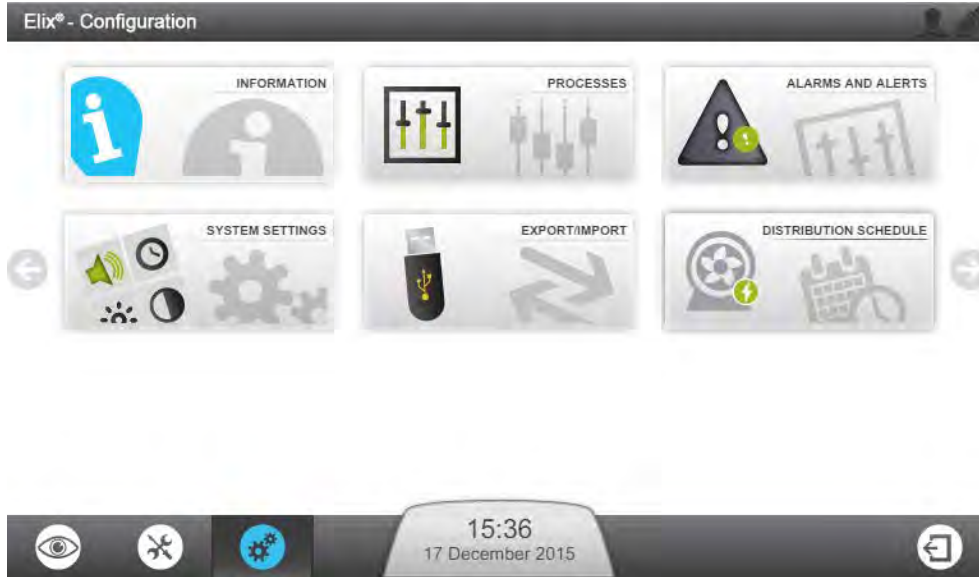 Elix® - Configuration
INFORMATION
PROCESSES
ALARMS AND ALERTS
SYSTEM SETTINGS
EXPORT/IMPORT
DISTRIBUTION SCHEDULE
15:36
17 December 2015